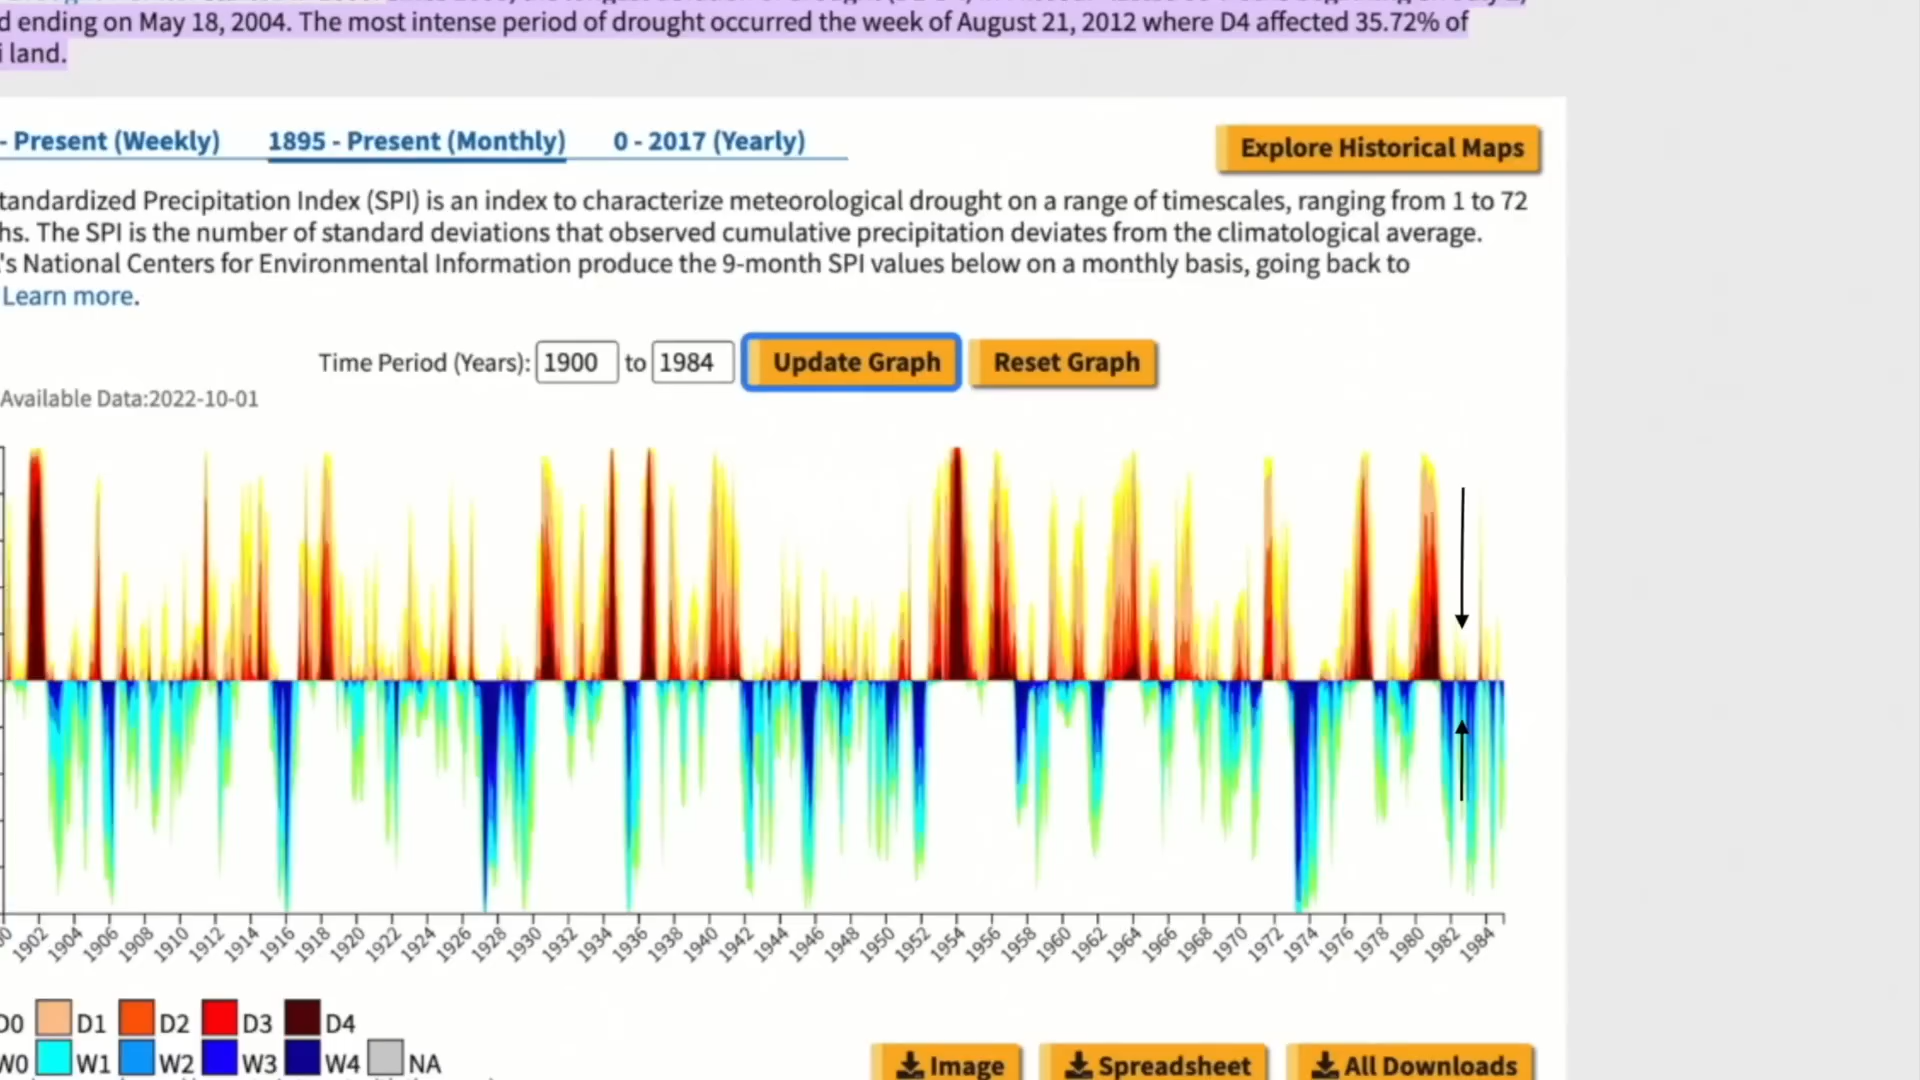 d ending on May 18, 2004. The most intense period of drought occurred the week of August 21, 2012 where D4 affected 35.72% of
i land.
- Present (Weekly) 1895 - Present (Monthly) 0 - 2017 (Yearly) Explore Historical Maps
tandardized Precipitation Index (SPI) is an index to characterize meteorological drought on a range of timescales, ranging from 1 to 72
hs. The SPI is the number of standard deviations that observed cumulative precipitation deviates from the climatological average.
's National Centers for Environmental Information produce the 9-month SPI values below on a monthly basis, going back to
Learn more.
Time Period (Years): 1900 to 1984 Update Graph Reset Graph
Available Data:2022-10-01
1902 1904 1906 1908 1910 1912 1914 1916 1918 1920 1922 1924 1926 1928 1930 1932 1934 1936 1938 1940 1942 1944 1946 1948 1950 1952 1954 1956 1958 1960 1962 1964 1966 1968 1970 1972 1974 1976 1978 1980 1982 1984
D0 D1 D2 D3 D4
W0 W1 W2 W3 W4 NA
Image Spreadsheet All Downloads